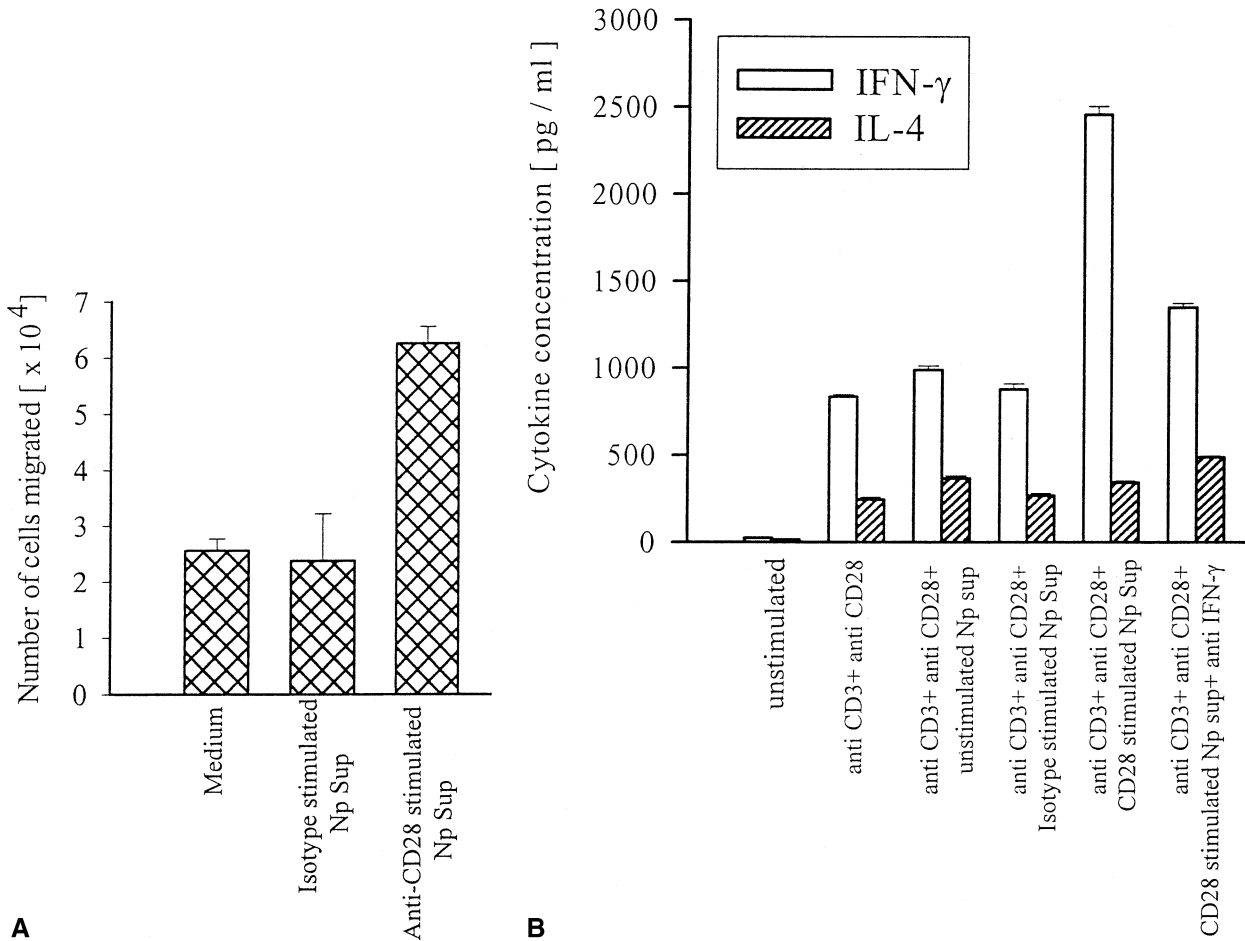 Number of cells migrated [ x 10^4]
7
6
5
4
3
2
1
0
Medium
Isotype stimulated
Np Sup
Anti-CD28 stimulated
Np Sup
A
Cytokine concentration [ pg / ml ]
3000
2500
2000
1500
1000
500
0
IFN-γ
IL-4
unstimulated
anti CD3+ anti CD28
anti CD3+ anti CD28+
unstimulated Np sup
anti CD3+ anti CD28+
Isotype stimulated Np Sup
anti CD3+ anti CD28+
CD28 stimulated Np Sup
anti CD3+ anti CD28+
CD28 stimulated Np sup+ anti IFN-γ
B